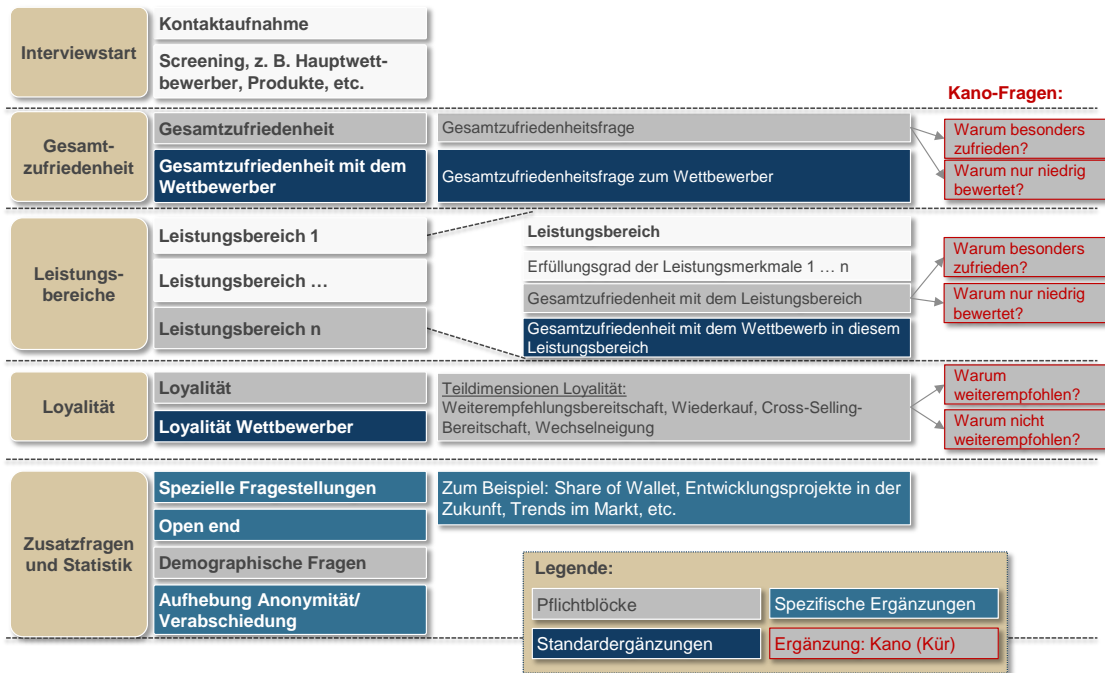 Interviewstart
Kontaktaufnahme
Screening, z. B. Hauptwett-
bewerber, Produkte, etc.
Kano-Fragen:
Gesamt-
zufriedenheit
Gesamtzufriedenheit
Gesamtzufriedenheitsfrage
Warum besonders
zufrieden?
Gesamtzufriedenheit mit dem
Wettbewerber
Gesamtzufriedenheitsfrage zum Wettbewerber
Warum nur niedrig
bewertet?
Leistungs-
bereiche
Leistungsbereich 1
Leistungsbereich …
Leistungsbereich n
Leistungsbereich
Erfüllungsgrad der Leistungsmerkmale 1 … n
Gesamtzufriedenheit mit dem Leistungsbereich
Gesamtzufriedenheit mit dem Wettbewerb in diesem
Leistungsbereich
Warum besonders
zufrieden?
Warum nur niedrig
bewertet?
Loyalität
Loyalität
Loyalität Wettbewerber
Teildimensionen Loyalität:
Weiterempfehlungsbereitschaft, Wiederkauf, Cross-Selling-
Bereitschaft, Wechselneigung
Warum
weiterempfohlen?
Warum nicht
weiterempfohlen?
Zusatzfragen
und Statistik
Spezielle Fragestellungen
Open end
Demographische Fragen
Aufhebung Anonymität/
Verabschiedung
Zum Beispiel: Share of Wallet, Entwicklungsprojekte in der
Zukunft, Trends im Markt, etc.
Legende:
Pflichtblöcke
Spezifische Ergänzungen
Standardergänzungen
Ergänzung: Kano (Kür)